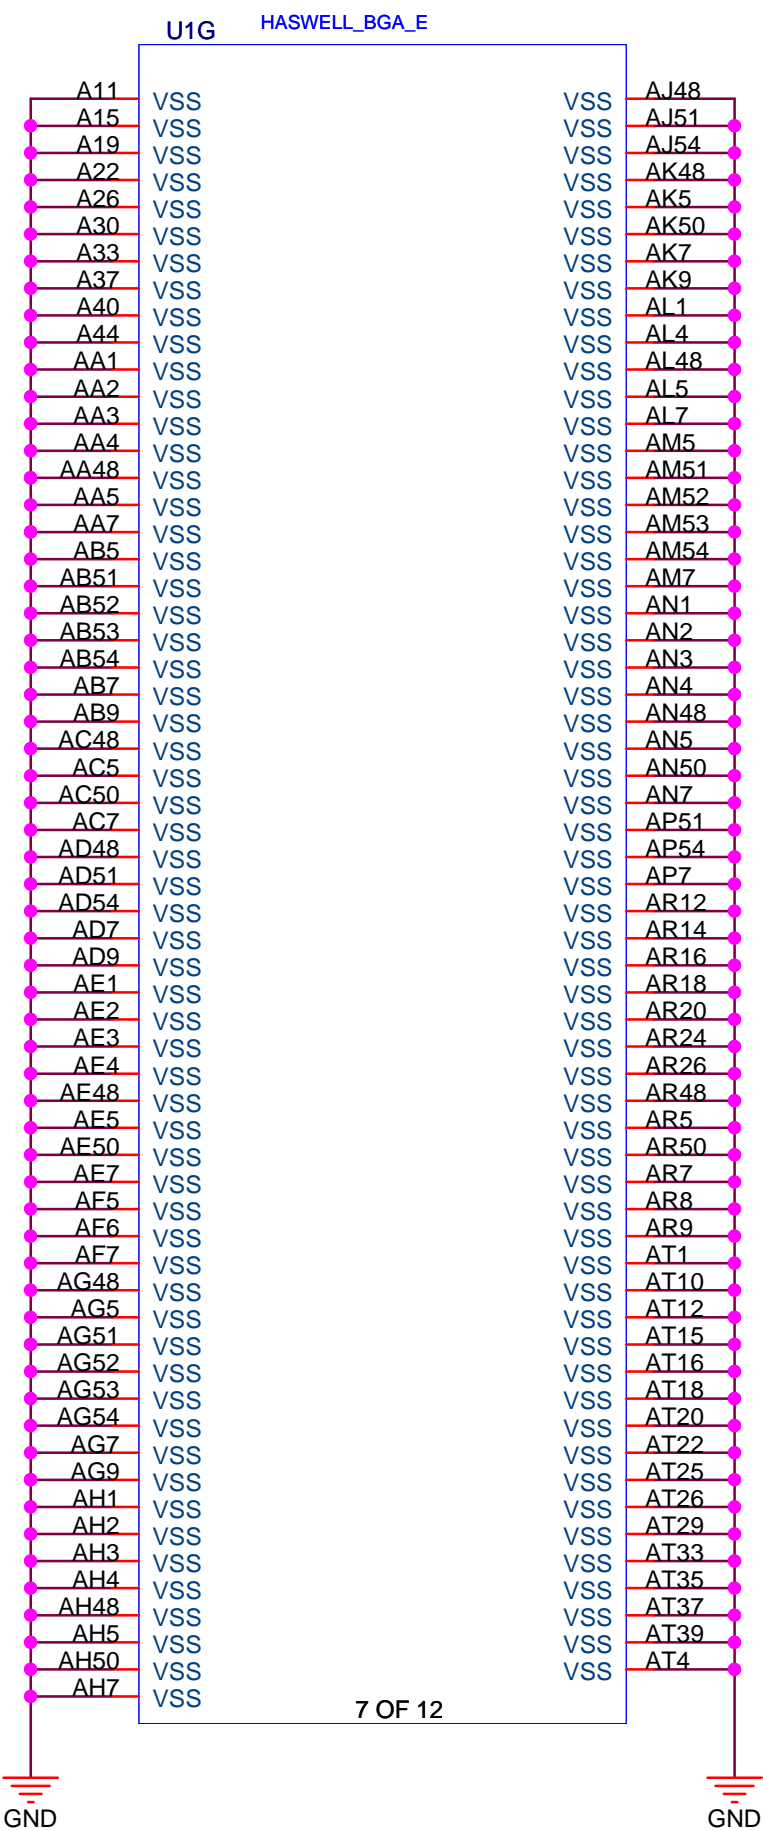 U1G HASWELL_BGA_E
A11 VSS VSS AJ48
A15 VSS VSS AJ51
A19 VSS VSS AJ54
A22 VSS VSS AK48
A26 VSS VSS AK5
A30 VSS VSS AK50
A33 VSS VSS AK7
A37 VSS VSS AK9
A40 VSS VSS AL1
A44 VSS VSS AL4
AA1 VSS VSS AL48
AA2 VSS VSS AL5
AA3 VSS VSS AL7
AA4 VSS VSS AM5
AA48 VSS VSS AM51
AA5 VSS VSS AM52
AA7 VSS VSS AM53
AB5 VSS VSS AM54
AB51 VSS VSS AM7
AB52 VSS VSS AN1
AB53 VSS VSS AN2
AB54 VSS VSS AN3
AB7 VSS VSS AN4
AB9 VSS VSS AN48
AC48 VSS VSS AN5
AC5 VSS VSS AN50
AC50 VSS VSS AN7
AC7 VSS VSS AP51
AD48 VSS VSS AP54
AD51 VSS VSS AP7
AD54 VSS VSS AR12
AD7 VSS VSS AR14
AD9 VSS VSS AR16
AE1 VSS VSS AR18
AE2 VSS VSS AR20
AE3 VSS VSS AR24
AE4 VSS VSS AR26
AE48 VSS VSS AR48
AE5 VSS VSS AR5
AE50 VSS VSS AR50
AE7 VSS VSS AR7
AF5 VSS VSS AR8
AF6 VSS VSS AR9
AF7 VSS VSS AT1
AG48 VSS VSS AT10
AG5 VSS VSS AT12
AG51 VSS VSS AT15
AG52 VSS VSS AT16
AG53 VSS VSS AT18
AG54 VSS VSS AT20
AG7 VSS VSS AT22
AG9 VSS VSS AT25
AH1 VSS VSS AT26
AH2 VSS VSS AT29
AH3 VSS VSS AT33
AH4 VSS VSS AT35
AH48 VSS VSS AT37
AH5 VSS VSS AT39
AH50 VSS VSS AT4
AH7 VSS
7 OF 12
GND GND